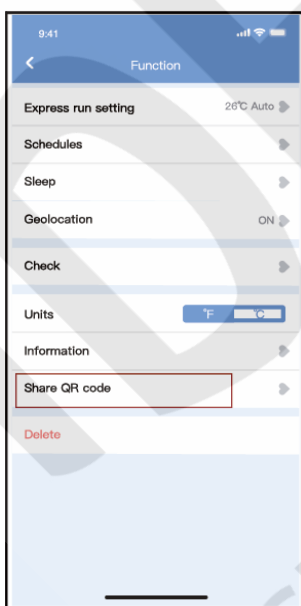 9:41
Function
Express run setting 26℃ Auto
Schedules
Sleep
Geolocation ON
Check
Units ℉ ℃
Information
Share QR code
Delete